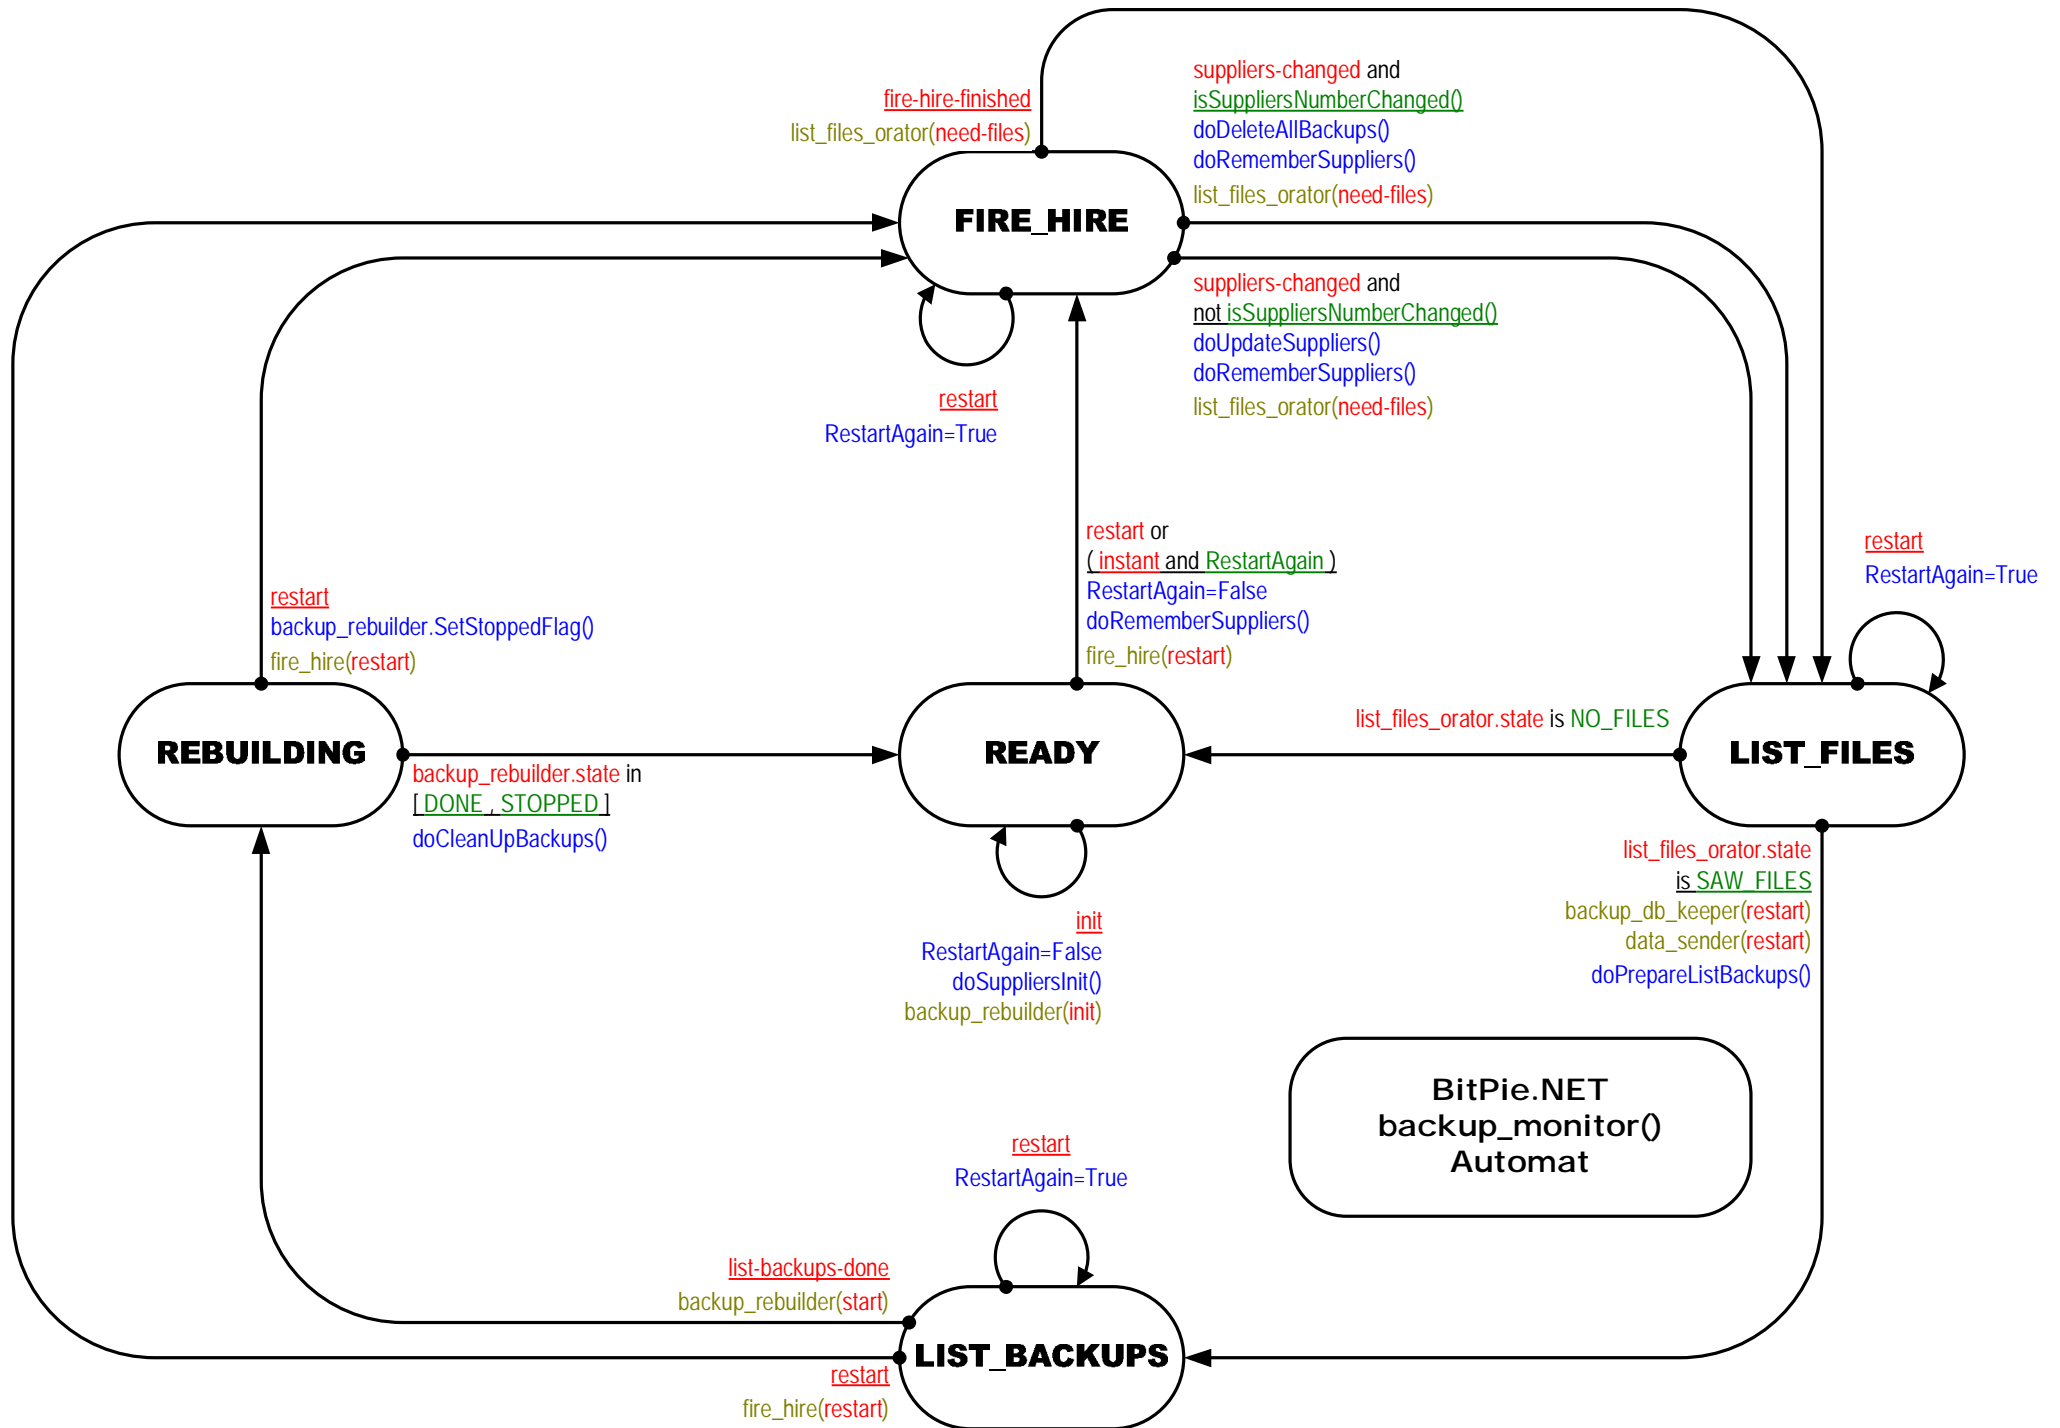 fire-hire-finished
list_files_orator(need-files)
suppliers-changed and
isSuppliersNumberChanged()
doDeleteAllBackups()
doRememberSuppliers()
list_files_orator(need-files)
FIRE_HIRE
suppliers-changed and
not isSuppliersNumberChanged()
doUpdateSuppliers()
doRememberSuppliers()
list_files_orator(need-files)
restart
RestartAgain=True
restart or
( instant and RestartAgain )
RestartAgain=False
doRememberSuppliers()
fire_hire(restart)
restart
RestartAgain=True
restart
backup_rebuilder.SetStoppedFlag()
fire_hire(restart)
REBUILDING
READY
list_files_orator.state is NO_FILES
LIST_FILES
backup_rebuilder.state in
[ DONE , STOPPED ]
doCleanUpBackups()
init
RestartAgain=False
doSuppliersInit()
backup_rebuilder(init)
list_files_orator.state
is SAW_FILES
backup_db_keeper(restart)
data_sender(restart)
doPrepareListBackups()
BitPie.NET
backup_monitor()
Automat
restart
RestartAgain=True
list-backups-done
backup_rebuilder(start)
LIST_BACKUPS
restart
fire_hire(restart)